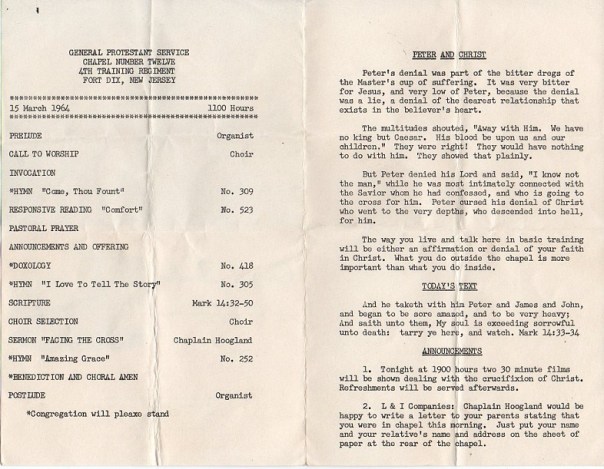 GENERAL PROTESTANT SERVICE
CHAPEL NUMBER TWELVE
4TH TRAINING REGIMENT
FORT DIX, NEW JERSEY
15 March 1964 1100 Hours
PRELUDE Organist
CALL TO WORSHIP Choir
INVOCATION
*HYMN "Come, Thou Fount" No. 309
RESPONSIVE READING "Comfort" No. 523
PASTORAL PRAYER
ANNOUNCEMENTS AND OFFERING
*DOXOLOGY No. 418
*HYMN "I Love To Tell The Story" No. 305
SCRIPTURE Mark 14:32-50
CHOIR SELECTION Choir
SERMON "FACING THE CROSS" Chaplain Hoogland
*HYMN "Amazing Grace" No. 252
*BENEDICTION AND CHORAL AMEN
POSTLUDE Organist
*Congregation will pleaxe stand
PETER AND CHRIST
Peter's denial was part of the bitter dregs of
the Master's cup of suffering. It was very bitter
for Jesus, and very low of Peter, because the denial
was a lie, a denial of the dearest relationship that
exists in the believer's heart.
The multitudes shouted, "Away with Him. We have
no king but Caesar. His blood be upon us and our
children." They were right! They would have nothing
to do with him. They showed that plainly.
But Peter denied his Lord and said, "I know not
the man," while he was most intimately connected with
the Savior whom he had confessed, and who is going to
the cross for him. Peter cursed his denial of Christ
who went to the very depths, who descended into hell,
for him.
The way you live and talk here in basic training
will be either an affirmation or denial of your faith
in Christ. What you do outside the chapel is more
important than what you do inside.
TODAY'S TEXT
And he taketh with him Peter and James and John,
and began to be sore amazed, and to be very heavy;
And saith unto them, My soul is exceeding sorrowful
unto death: tarry ye here, and watch. Mark 14:33-34
ANNOUNCEMENTS
1. Tonight at 1900 hours two 30 minute films
will be shown dealing with the crucifixion of Christ.
Refreshments will be served afterwards.
2. L & I Companies: Chaplain Hoogland would be
happy to write a letter to your parents stating that
you were in chapel this morning. Just put your name
and your relative's name and address on the sheet of
paper at the rear of the chapel.